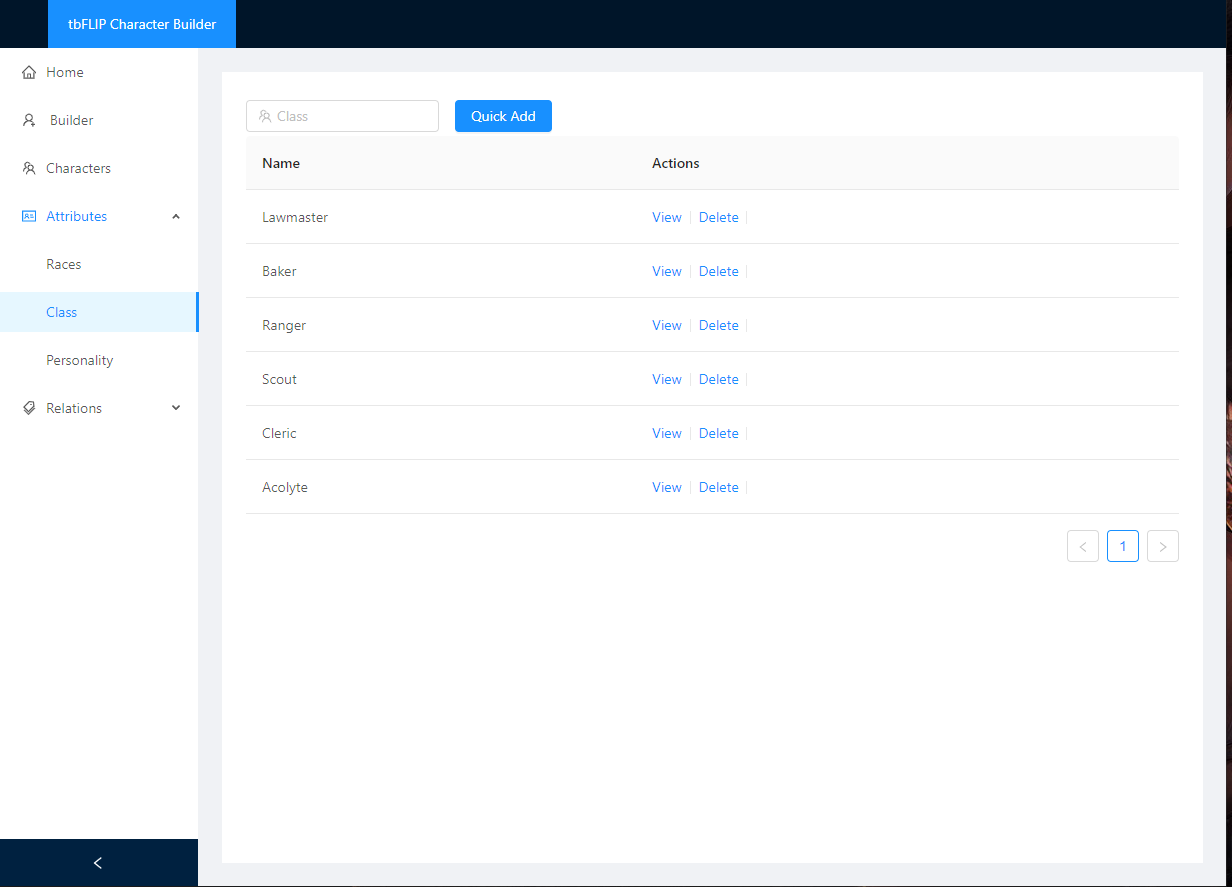 tbFLIP Character Builder
Home
Builder
Characters
Attributes
Races
Class
Personality
Relations
Class Quick Add
Name Actions
Lawmaster View Delete
Baker View Delete
Ranger View Delete
Scout View Delete
Cleric View Delete
Acolyte View Delete
1